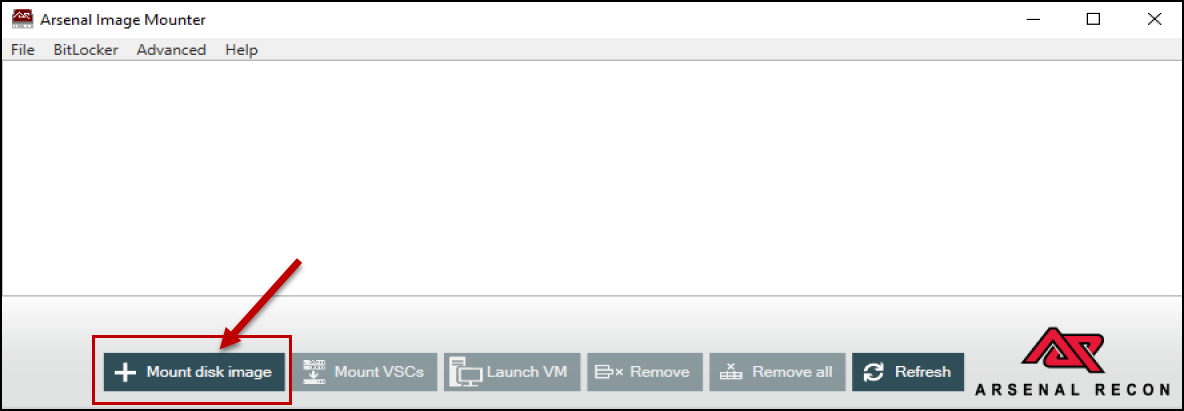 Arsenal Image Mounter
File BitLocker Advanced Help
Mount disk image Mount VSCs Launch VM Remove Remove all Refresh
ARSENAL RECON